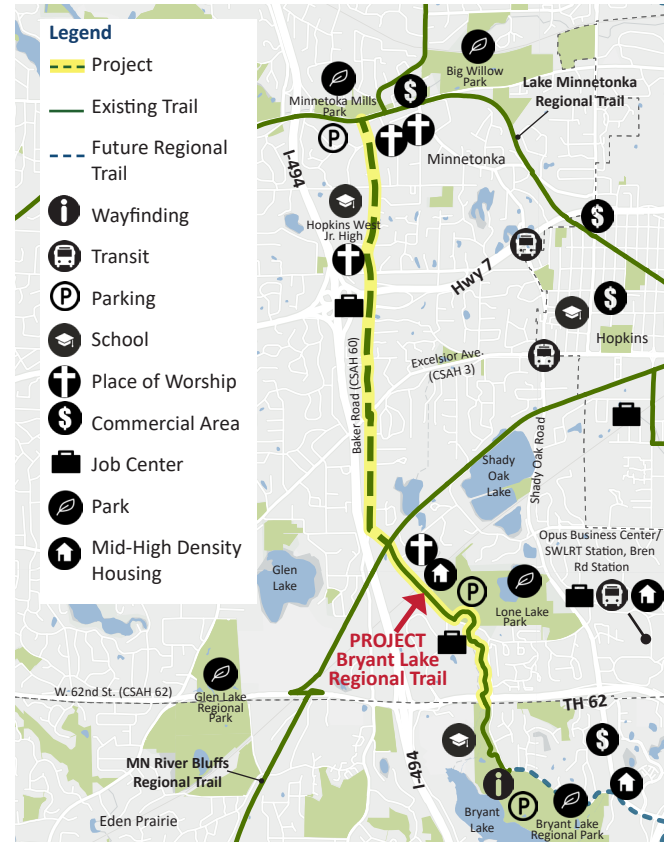 Legend
Project
Existing Trail
Future Regional
Trail
Wayfinding
Transit
Parking
School
Place of Worship
Commercial Area
Job Center
Park
Mid-High Density
Housing
Big Willow
Park
Minnetoka Mills
Park
Lake Minnetonka
Regional Trail
P
I-494
Minnetonka
Hopkins West
Jr. High
Hwy 7
Hopkins
Excelsior Ave.
(CSAH 3)
Baker Road (CSAH 60)
Shady
Oak
Lake
Shady Oak Road
Opus Business Center/
SWLRT Station, Bren
Rd Station
Glen
Lake
P
Lone Lake
Park
PROJECT
Bryant Lake
Regional Trail
W. 62nd St. (CSAH 62)
TH 62
Glen Lake
Regional
Park
MN River Bluffs
Regional Trail
I-494
P
Bryant
Lake
Bryant Lake
Regional Park
Eden Prairie